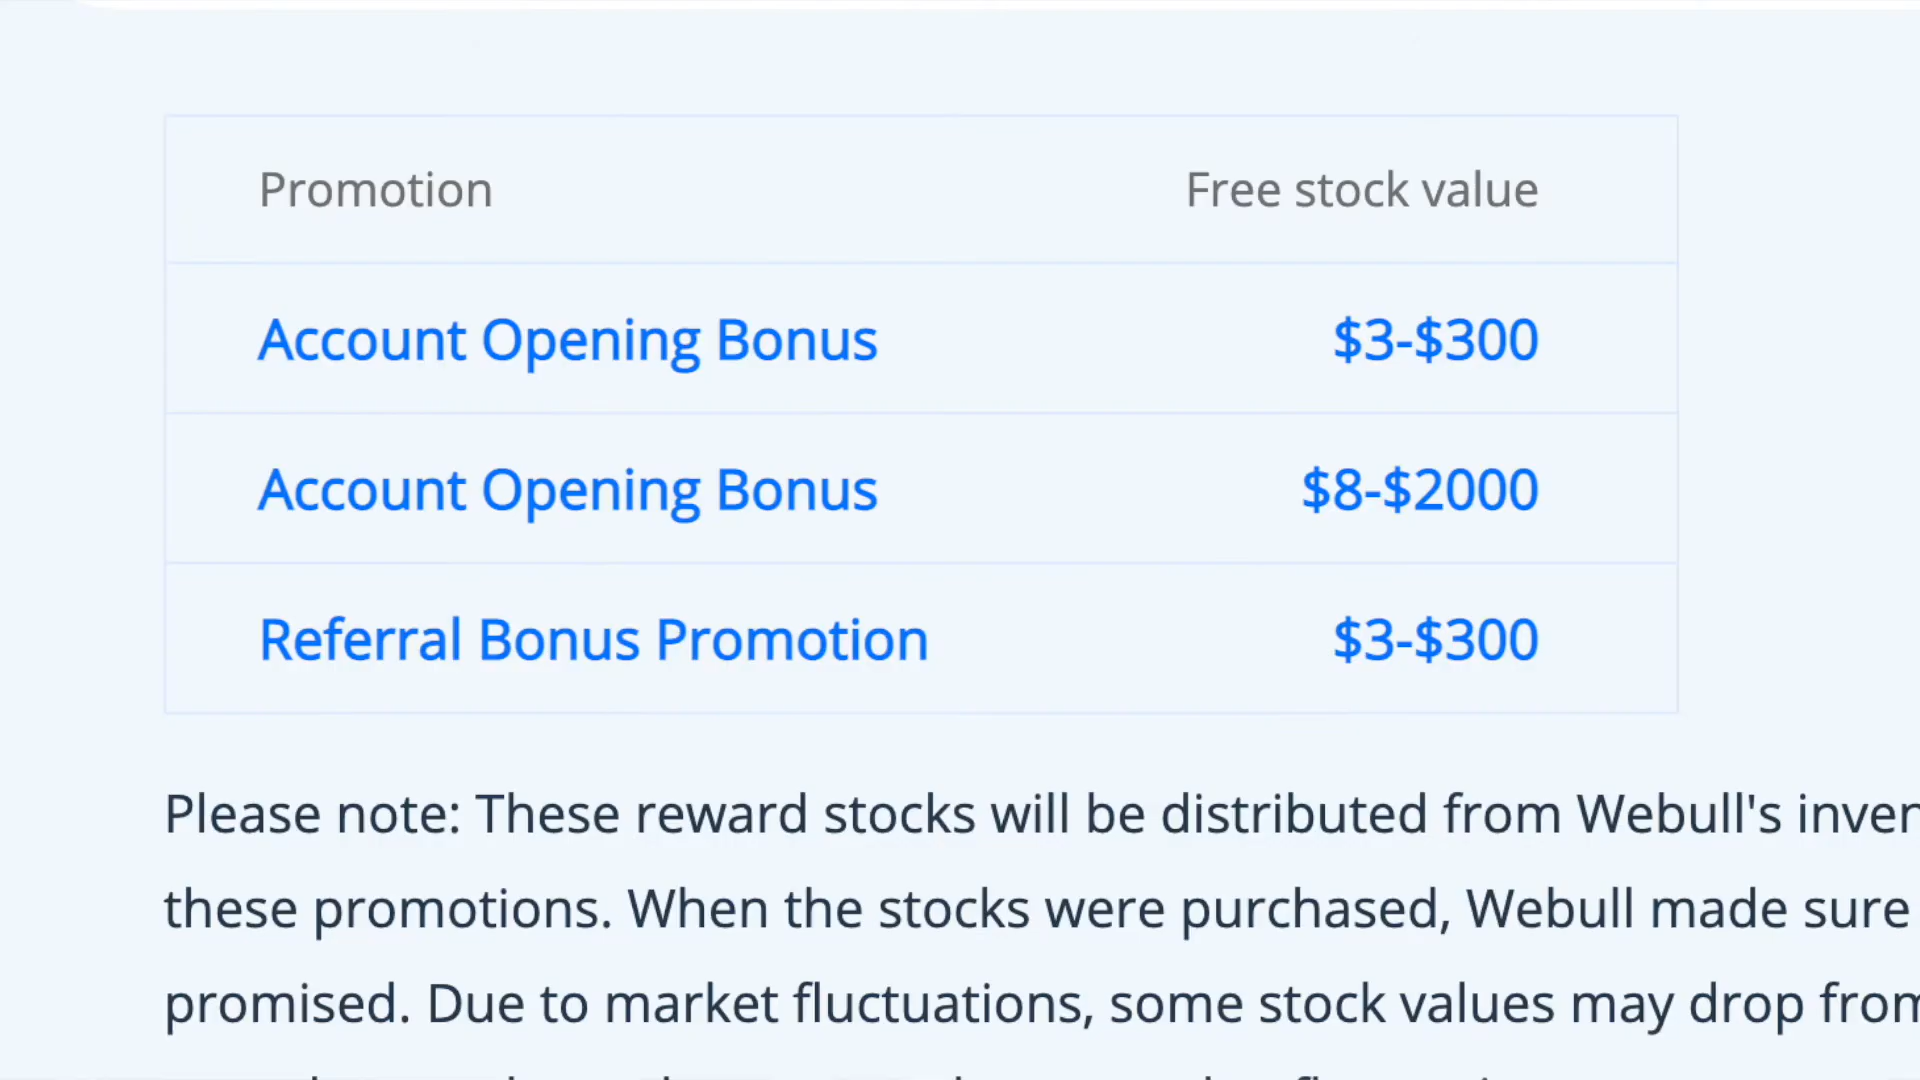 Promotion Free stock value
Account Opening Bonus $3-$300
Account Opening Bonus $8-$2000
Referral Bonus Promotion $3-$300
Please note: These reward stocks will be distributed from Webull's
these promotions. When the stocks were purchased, Webull made sure
promised. Due to market fluctuations, some stock values may drop